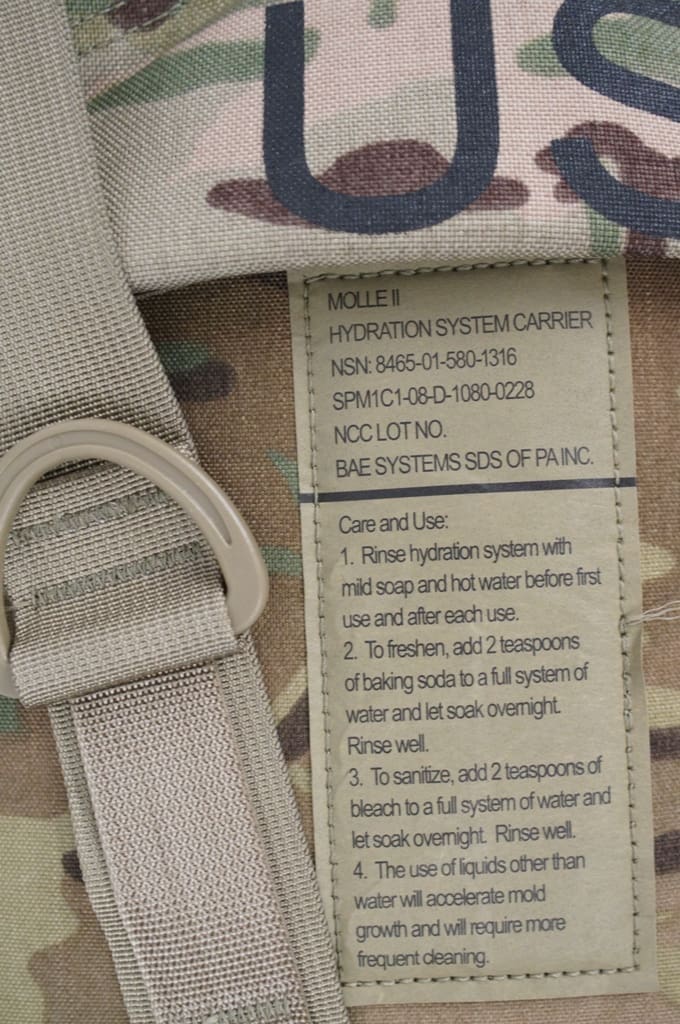 US
MOLLE II
HYDRATION SYSTEM CARRIER
NSN: 8465-01-580-1316
SPM1C1-08-D-1080-0228
NCC LOT NO.
BAE SYSTEMS SDS OF PA INC.
Care and Use:
1. Rinse hydration system with
mild soap and hot water before first
use and after each use.
2. To freshen, add 2 teaspoons
of baking soda to a full system of
water and let soak overnight.
Rinse well.
3. To sanitize, add 2 teaspoons of
bleach to a full system of water and
let soak overnight. Rinse well.
4. The use of liquids other than
water will accelerate mold
growth and will require more
frequent cleaning.